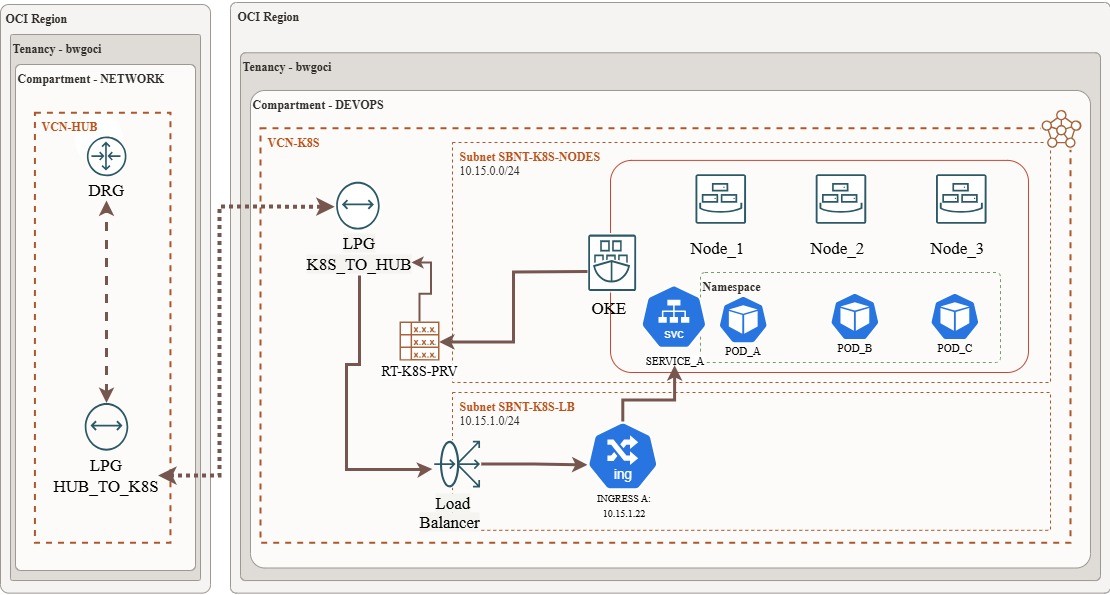 OCI Region
Tenancy - bwgoci
Compartment - NETWORK
VCN-HUB
DRG
LPG
HUB_TO_K8S
OCI Region
Tenancy - bwgoci
Compartment - DEVOPS
VCN-K8S
LPG
K8S_TO_HUB
x.x.x.
x.x.x.
x.x.x.
RT-K8S-PRV
Subnet SBNT-K8S-NODES
10.15.0.0/24
Node_1
Node_2
Node_3
OKE
Namespace
svc
SERVICE_A
POD_A
POD_B
POD_C
Subnet SBNT-K8S-LB
10.15.1.0/24
Load
Balancer
ing
INGRESS A:
10.15.1.22